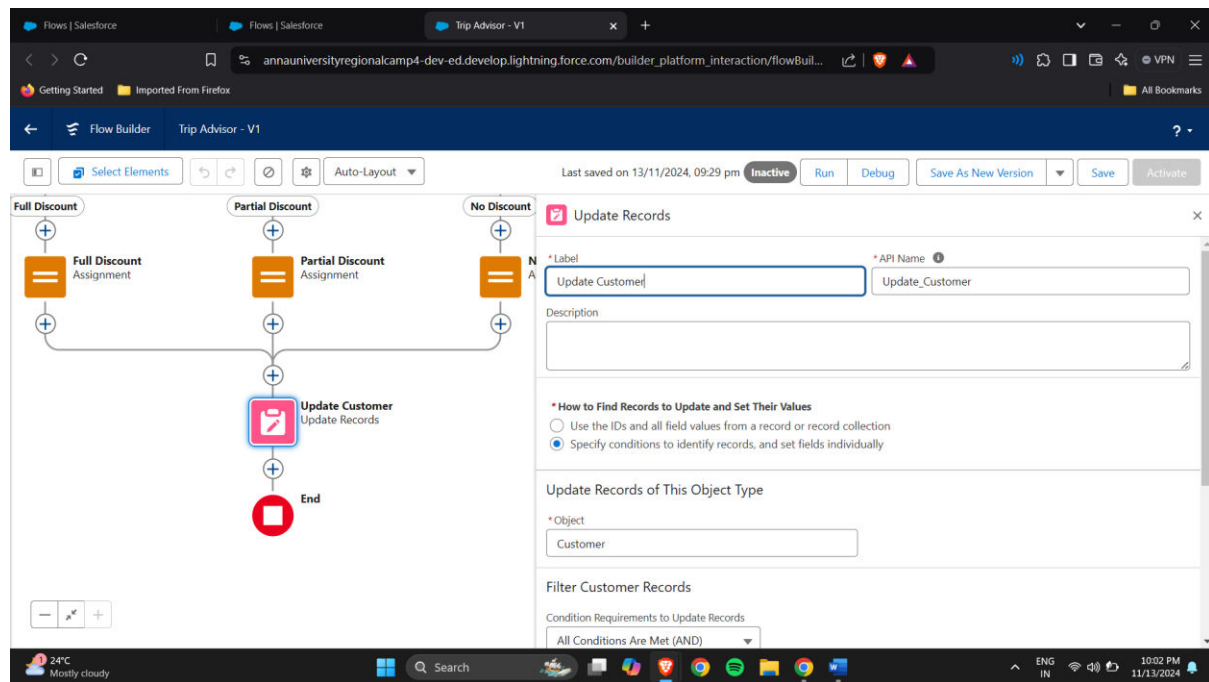 Flows | Salesforce
Flows | Salesforce
Trip Advisor - V1
annauniversityregionalcamp4-dev-ed.develop.lightning.force.com/builder_platform_interaction/flowBuil...
VPN
Getting Started
Imported From Firefox
All Bookmarks
Flow Builder
Trip Advisor - V1
?
Select Elements
Auto-Layout
Last saved on 13/11/2024, 09:29 pm
Inactive
Run
Debug
Save As New Version
Save
Activate
Full Discount
Partial Discount
No Discount
Full Discount
Assignment
Partial Discount
Assignment
N
A
Update Customer
Update Records
End
Update Records
*Label
Update Customer
*API Name
Update_Customer
Description
*How to Find Records to Update and Set Their Values
Use the IDs and all field values from a record or record collection
Specify conditions to identify records, and set fields individually
Update Records of This Object Type
*Object
Customer
Filter Customer Records
Condition Requirements to Update Records
All Conditions Are Met (AND)
1
24°C
Mostly cloudy
Search
ENG
IN
10:02 PM
11/13/2024